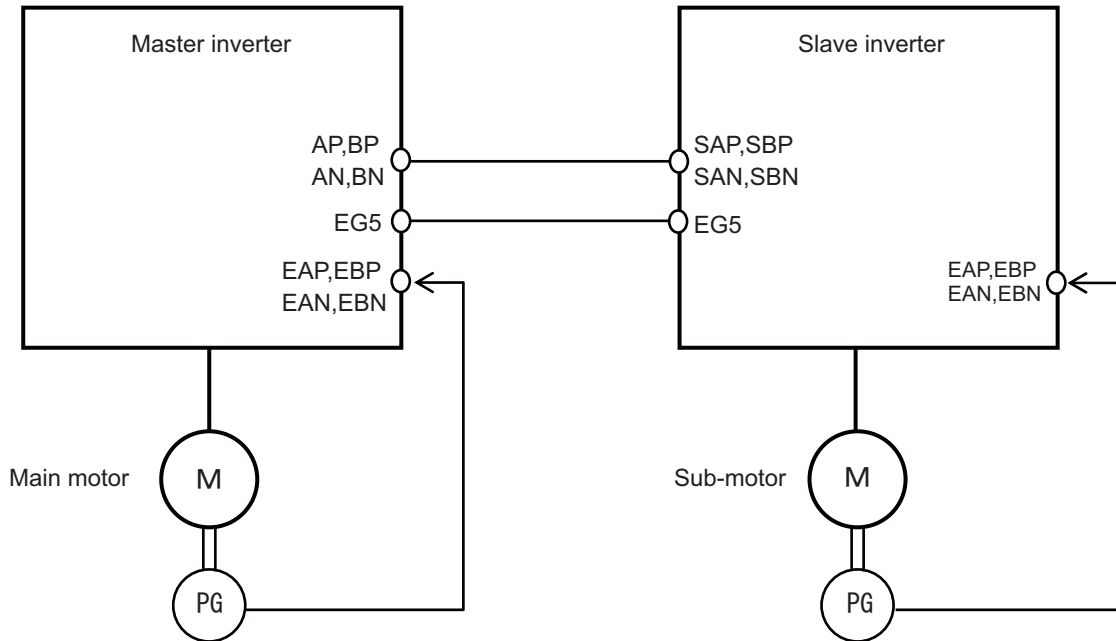 Master inverter
AP,BP
AN,BN
EG5
EAP,EBP
EAN,EBN
Main motor
M
PG
Slave inverter
SAP,SBP
SAN,SBN
EG5
EAP,EBP
EAN,EBN
Sub-motor
M
PG